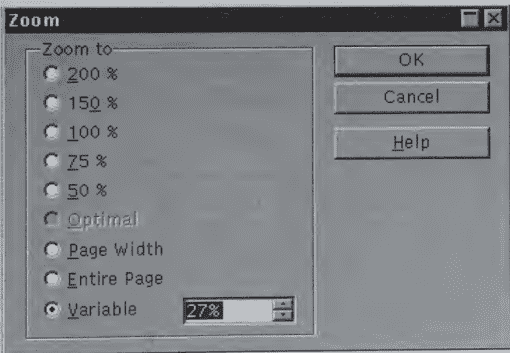 Zoom
Zoom to
200 %
150 %
100 %
75 %
50 %
Optimal
Page Width
Entire Page
Variable 27%
OK
Cancel
Help